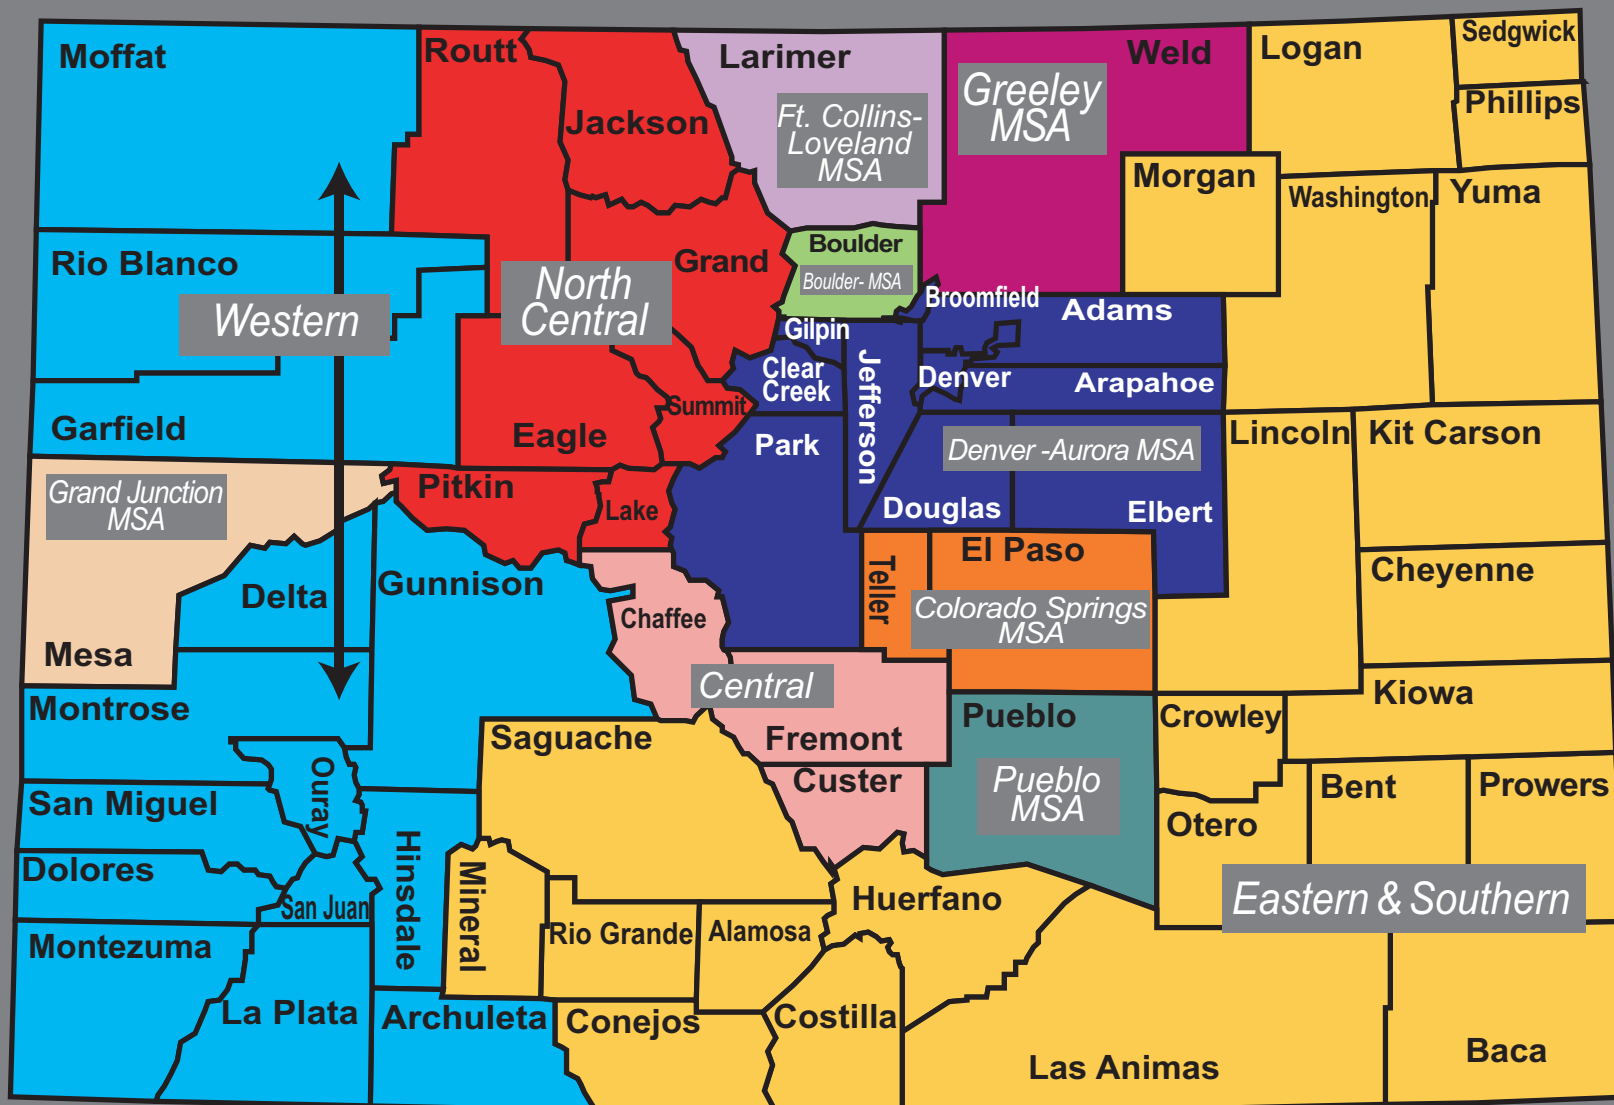 Moffat
Routt
Jackson
Larimer
Ft. Collins-
Loveland
MSA
Weld
Greeley
MSA
Logan
Sedgwick
Phillips
Morgan
Washington
Yuma
Rio Blanco
Western
North
Central
Grand
Boulder
Boulder- MSA
Broomfield
Adams
Gilpin
Clear
Creek
Jefferson
Denver
Arapahoe
Garfield
Eagle
Summit
Park
Denver -Aurora MSA
Douglas
Elbert
Lincoln
Kit Carson
Grand Junction
MSA
Pitkin
Lake
Mesa
Delta
Gunnison
Chaffee
Teller
El Paso
Colorado Springs
MSA
Cheyenne
Central
Kiowa
Montrose
Saguache
Fremont
Custer
Pueblo
Pueblo
MSA
Crowley
Otero
Bent
Prowers
Ouray
San Miguel
Dolores
San Juan
Hinsdale
Mineral
Rio Grande
Alamosa
Huerfano
Eastern & Southern
Montezuma
La Plata
Archuleta
Conejos
Costilla
Las Animas
Baca